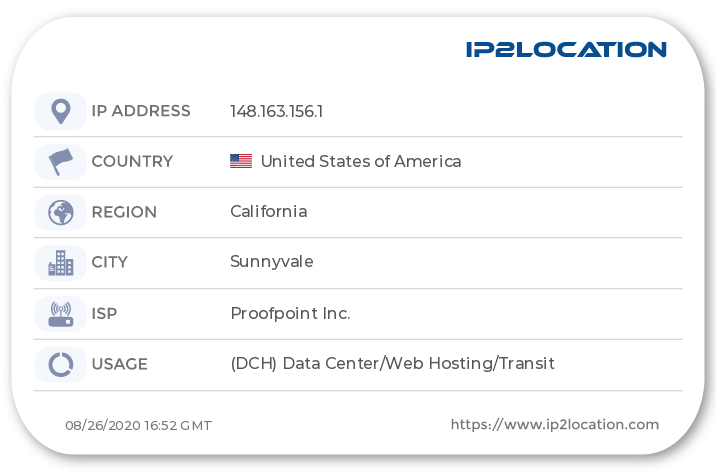 IP2LOCATION
IP ADDRESS 148.163.156.1
COUNTRY United States of America
REGION California
CITY Sunnyvale
ISP Proofpoint Inc.
USAGE (DCH) Data Center/Web Hosting/Transit
08/26/2020 16:52 GMT https://www.ip2location.com